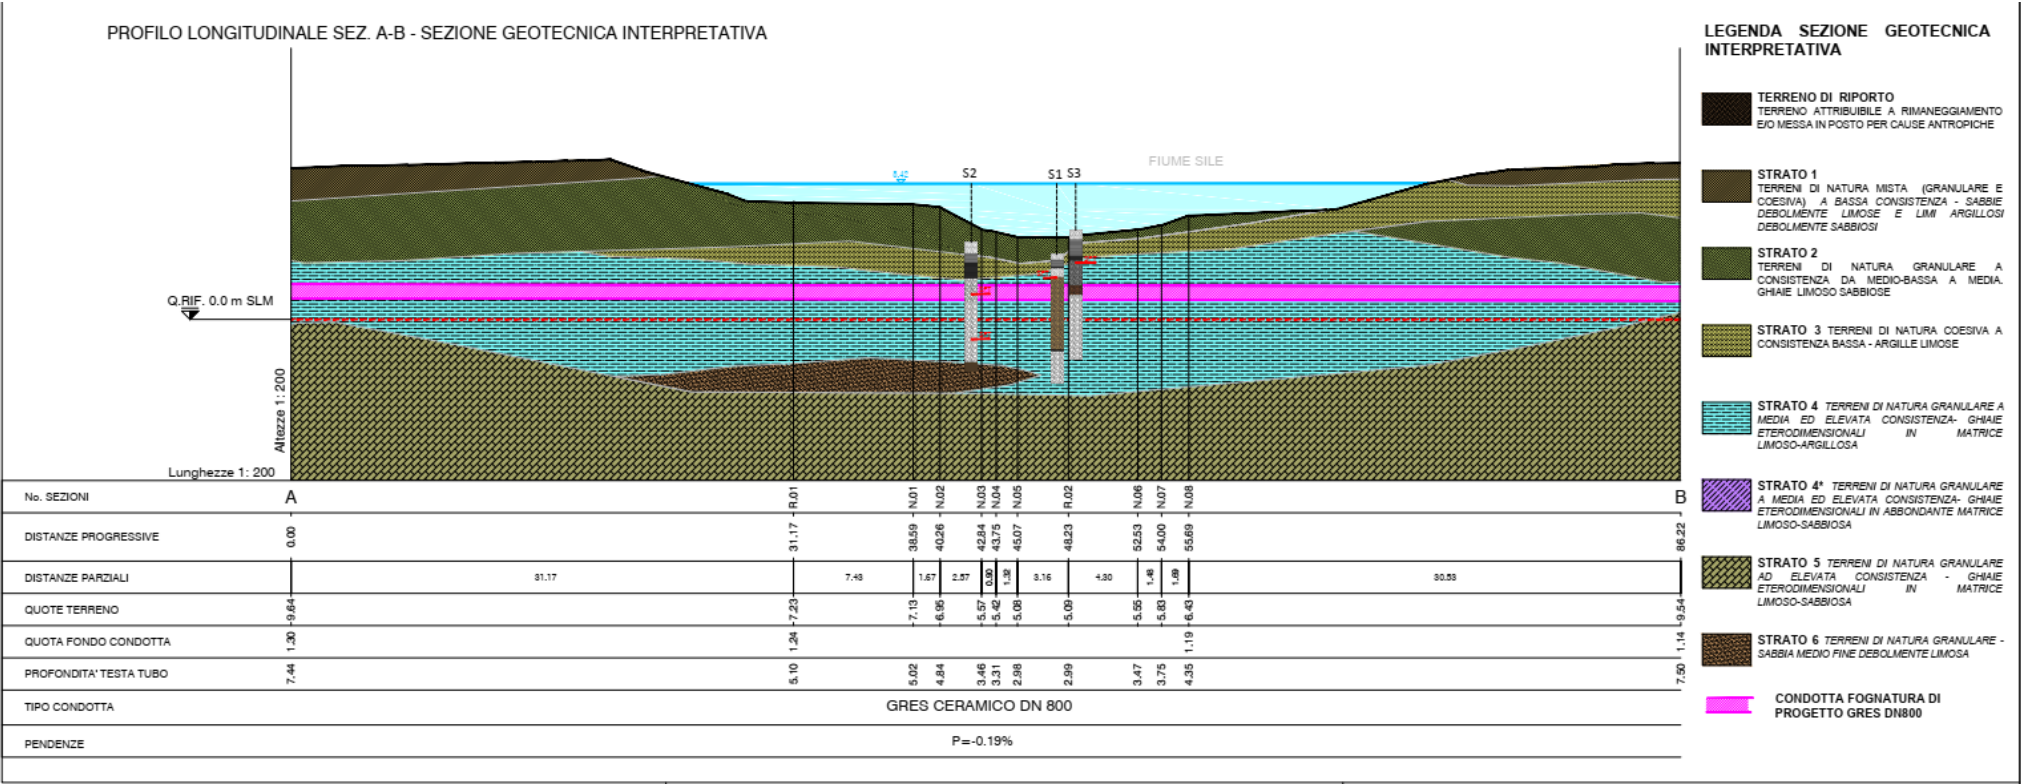 PROFILO LONGITUDINALE SEZ. A-B - SEZIONE GEOTECNICA INTERPRETATIVA
FIUME SILE
S2
S1
S3
Q.RIF. 0.0 m SLM
Altezze 1: 200
Lunghezze 1: 200
No. SEZIONI
A R.01 N.01 N.02 N.03 N.04 N.05 R.02 N.06 N.07 N.08 B
DISTANZE PROGRESSIVE
0.00 31.17 38.59 40.26 42.84 43.75 45.07 48.23 52.53 54.00 55.69 86.22
DISTANZE PARZIALI
31.17 7.43 1.67 2.57 0.90 1.32 3.16 4.30 1.48 1.69 30.53
QUOTE TERRENO
9.64 7.23 7.13 6.95 5.57 5.42 5.08 5.09 5.55 5.83 6.43 9.54
QUOTA FONDO CONDOTTA
1.30 1.24 1.19 1.14
PROFONDITA' TESTA TUBO
7.44 5.10 5.02 4.84 3.46 3.31 2.98 2.99 3.47 3.75 4.35 7.50
TIPO CONDOTTA
GRES CERAMICO DN 800
PENDENZE
P=-0.19%
LEGENDA SEZIONE GEOTECNICA
INTERPRETATIVA
TERRENO DI RIPORTO
TERRENO ATTRIBUIBILE A RIMANEGGIAMENTO
E/O MESSA IN POSTO PER CAUSE ANTROPICHE
STRATO 1
TERRENI DI NATURA MISTA (GRANULARE E
COESIVA) A BASSA CONSISTENZA - SABBIE
DEBOLMENTE LIMOSE E LIMI ARGILLOSI
DEBOLMENTE SABBIOSI
STRATO 2
TERRENI DI NATURA GRANULARE A
CONSISTENZA DA MEDIO-BASSA A MEDIA.
GHIAIE LIMOSO SABBIOSE
STRATO 3 TERRENI DI NATURA COESIVA A
CONSISTENZA BASSA - ARGILLE LIMOSE
STRATO 4 TERRENI DI NATURA GRANULARE A
MEDIA ED ELEVATA CONSISTENZA- GHIAIE
ETERODIMENSIONALI IN MATRICE
LIMOSO-ARGILLOSA
STRATO 4* TERRENI DI NATURA GRANULARE
A MEDIA ED ELEVATA CONSISTENZA- GHIAIE
ETERODIMENSIONALI IN ABBONDANTE MATRICE
LIMOSO-SABBIOSA
STRATO 5 TERRENI DI NATURA GRANULARE
AD ELEVATA CONSISTENZA - GHIAIE
ETERODIMENSIONALI IN MATRICE
LIMOSO-SABBIOSA
STRATO 6 TERRENI DI NATURA GRANULARE -
SABBIA MEDIO FINE DEBOLMENTE LIMOSA
CONDOTTA FOGNATURA DI
PROGETTO GRES DN800